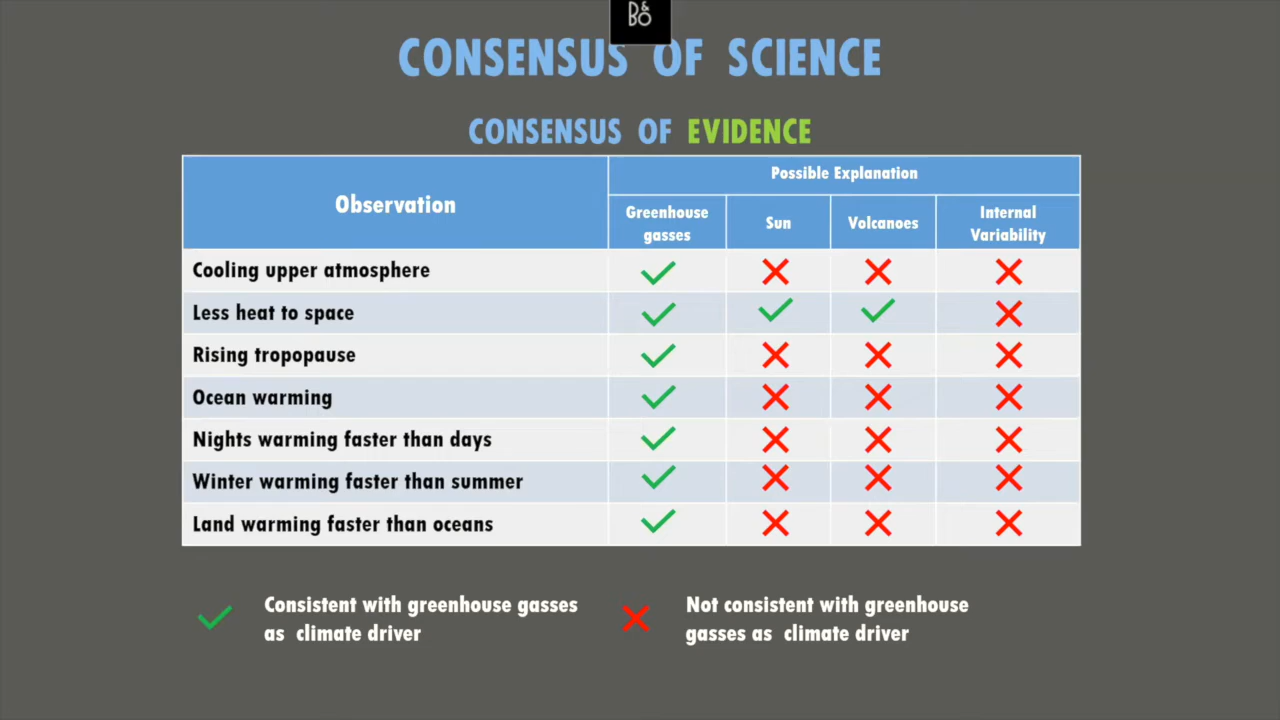 B&O
CONSENSUS OF SCIENCE
CONSENSUS OF EVIDENCE
Observation
Possible Explanation
Greenhouse
gasses
Sun
Volcanoes
Internal
Variability
Cooling upper atmosphere
Less heat to space
Rising tropopause
Ocean warming
Nights warming faster than days
Winter warming faster than summer
Land warming faster than oceans
Consistent with greenhouse gasses
as climate driver
Not consistent with greenhouse
gasses as climate driver